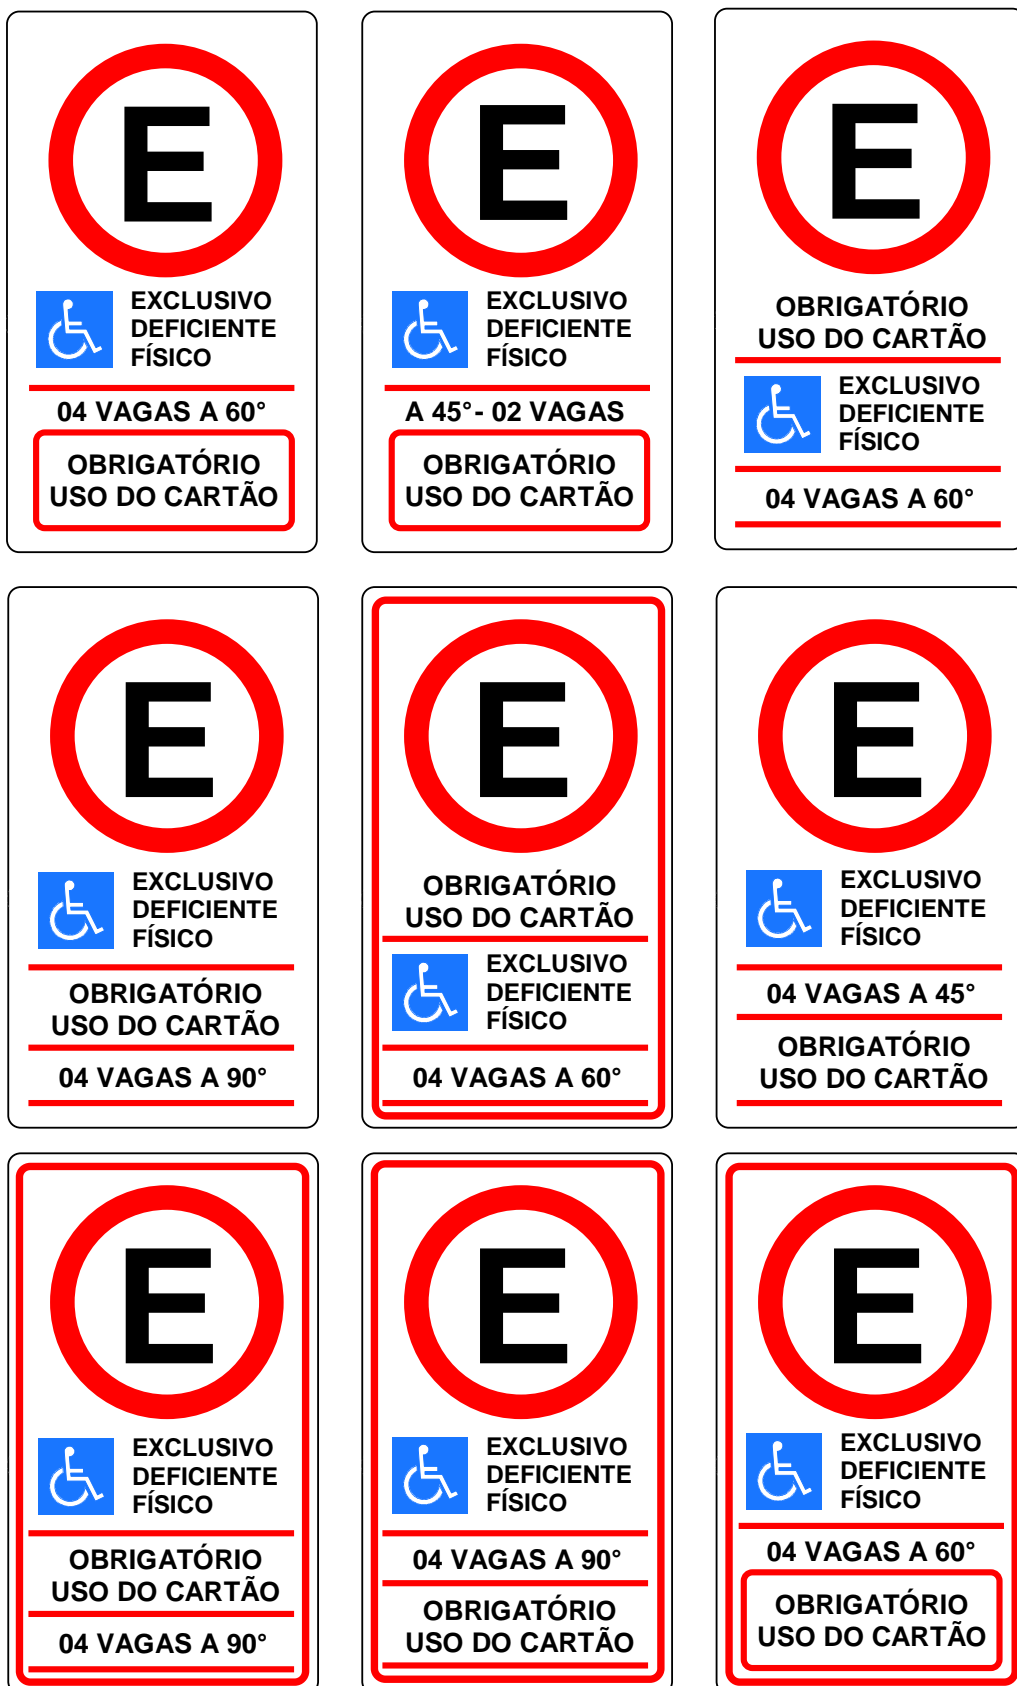 E
EXCLUSIVO
DEFICIENTE
FÍSICO
04 VAGAS A 60°
OBRIGATÓRIO
USO DO CARTÃO
E
EXCLUSIVO
DEFICIENTE
FÍSICO
A 45°- 02 VAGAS
OBRIGATÓRIO
USO DO CARTÃO
E
OBRIGATÓRIO
USO DO CARTÃO
EXCLUSIVO
DEFICIENTE
FÍSICO
04 VAGAS A 60°
E
EXCLUSIVO
DEFICIENTE
FÍSICO
OBRIGATÓRIO
USO DO CARTÃO
04 VAGAS A 90°
E
OBRIGATÓRIO
USO DO CARTÃO
EXCLUSIVO
DEFICIENTE
FÍSICO
04 VAGAS A 60°
E
EXCLUSIVO
DEFICIENTE
FÍSICO
04 VAGAS A 45°
OBRIGATÓRIO
USO DO CARTÃO
E
EXCLUSIVO
DEFICIENTE
FÍSICO
OBRIGATÓRIO
USO DO CARTÃO
04 VAGAS A 90°
E
EXCLUSIVO
DEFICIENTE
FÍSICO
04 VAGAS A 90°
OBRIGATÓRIO
USO DO CARTÃO
E
EXCLUSIVO
DEFICIENTE
FÍSICO
04 VAGAS A 60°
OBRIGATÓRIO
USO DO CARTÃO